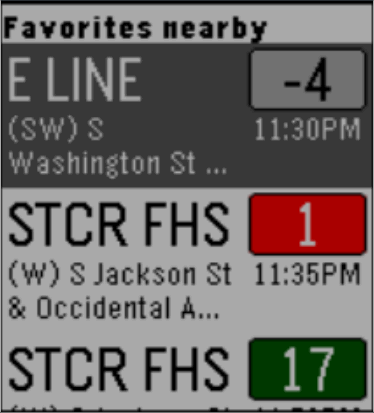 Favorites nearby
E LINE -4
(SW) S 11:30PM
Washington St ...
STCR FHS 1
(W) S Jackson St 11:35PM
& Occidental A...
STCR FHS 17